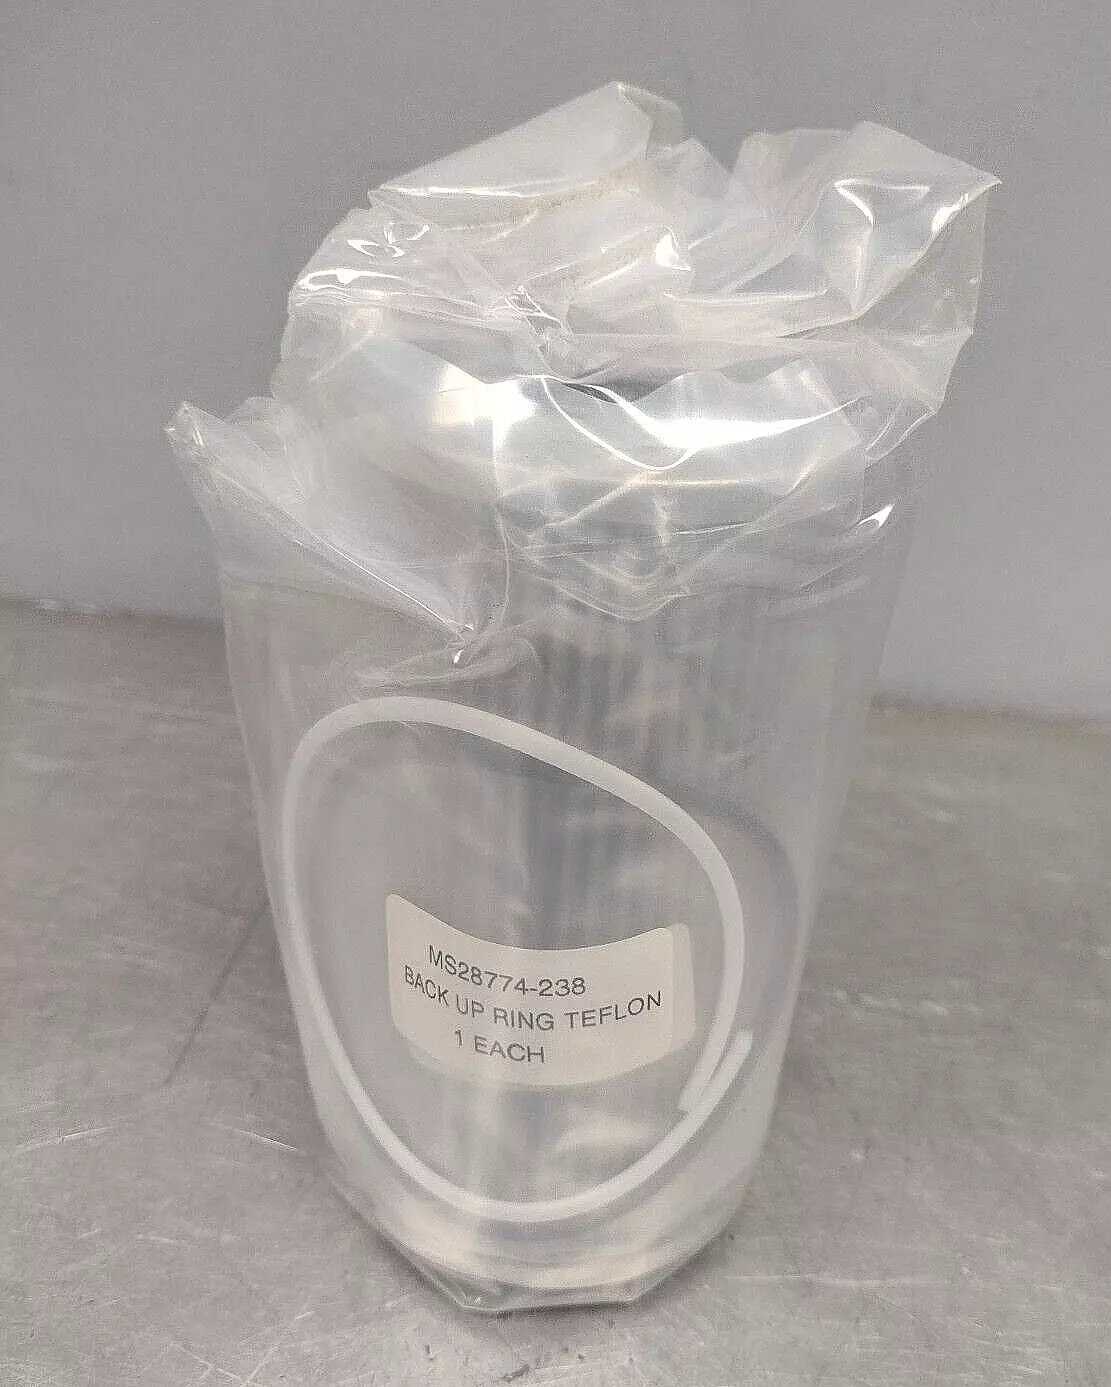 MS28774-238
BACK UP RING TEFLON
1 EACH